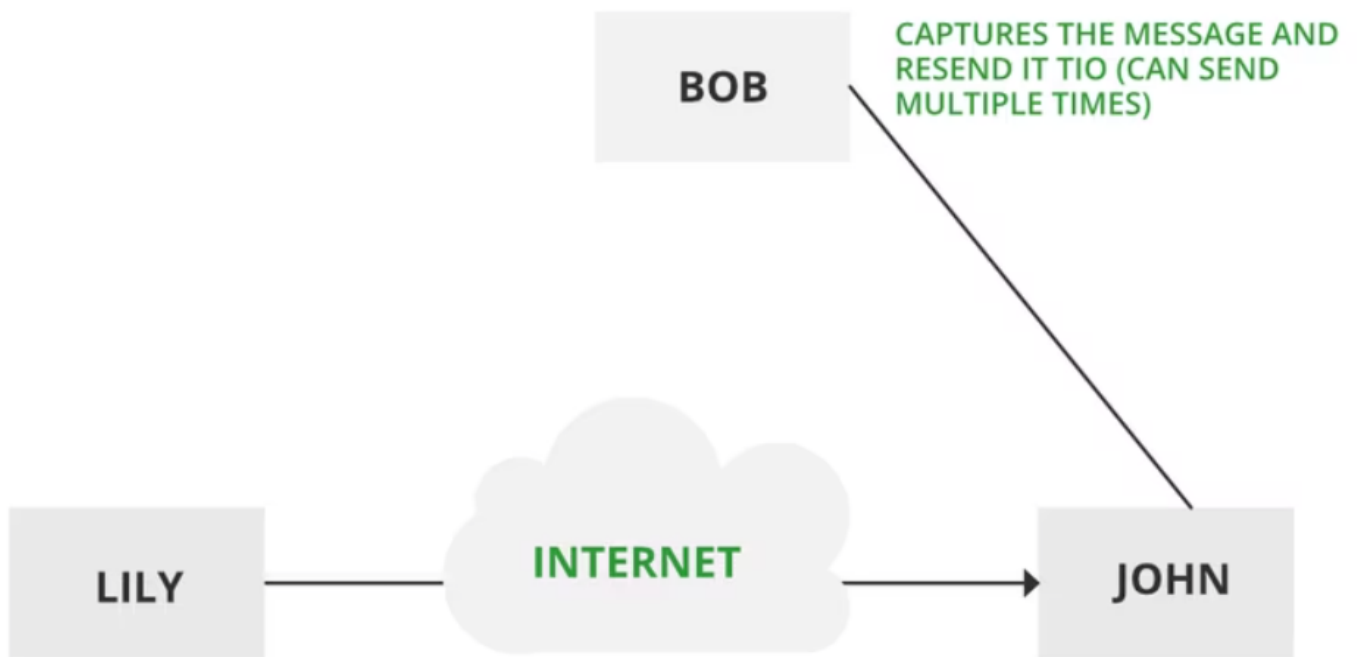 BOB
CAPTURES THE MESSAGE AND
RESEND IT TIO (CAN SEND
MULTIPLE TIMES)
INTERNET
LILY
JOHN